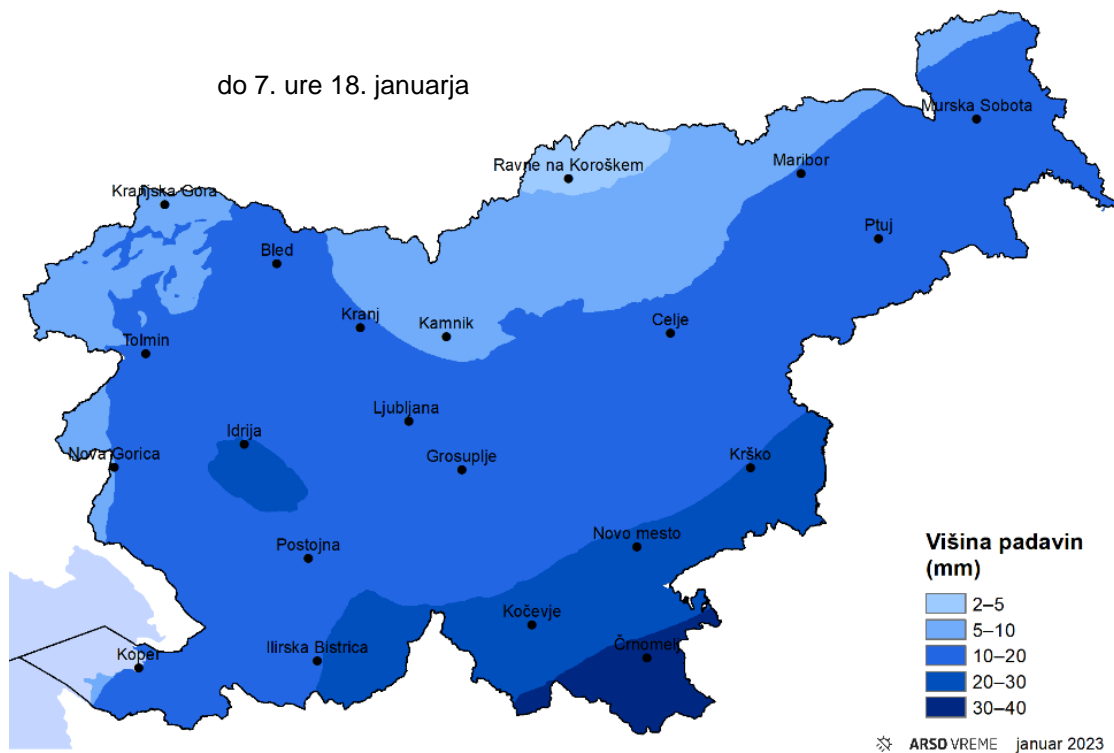 do 7. ure 18. januarja
Murska Sobota
Ravne na Koroškem
Maribor
Kranjska Gora
Ptuj
Bled
Kranj
Kamnik
Celje
Tolmin
Ljubljana
Idrija
Nova Gorica
Grosuplje
Krško
Novo mesto
Postojna
Kočevje
Koper
Ilirska Bistrica
Črnomelj
Višina padavin
(mm)
2–5
5–10
10–20
20–30
30–40
ARSO VREME januar 2023